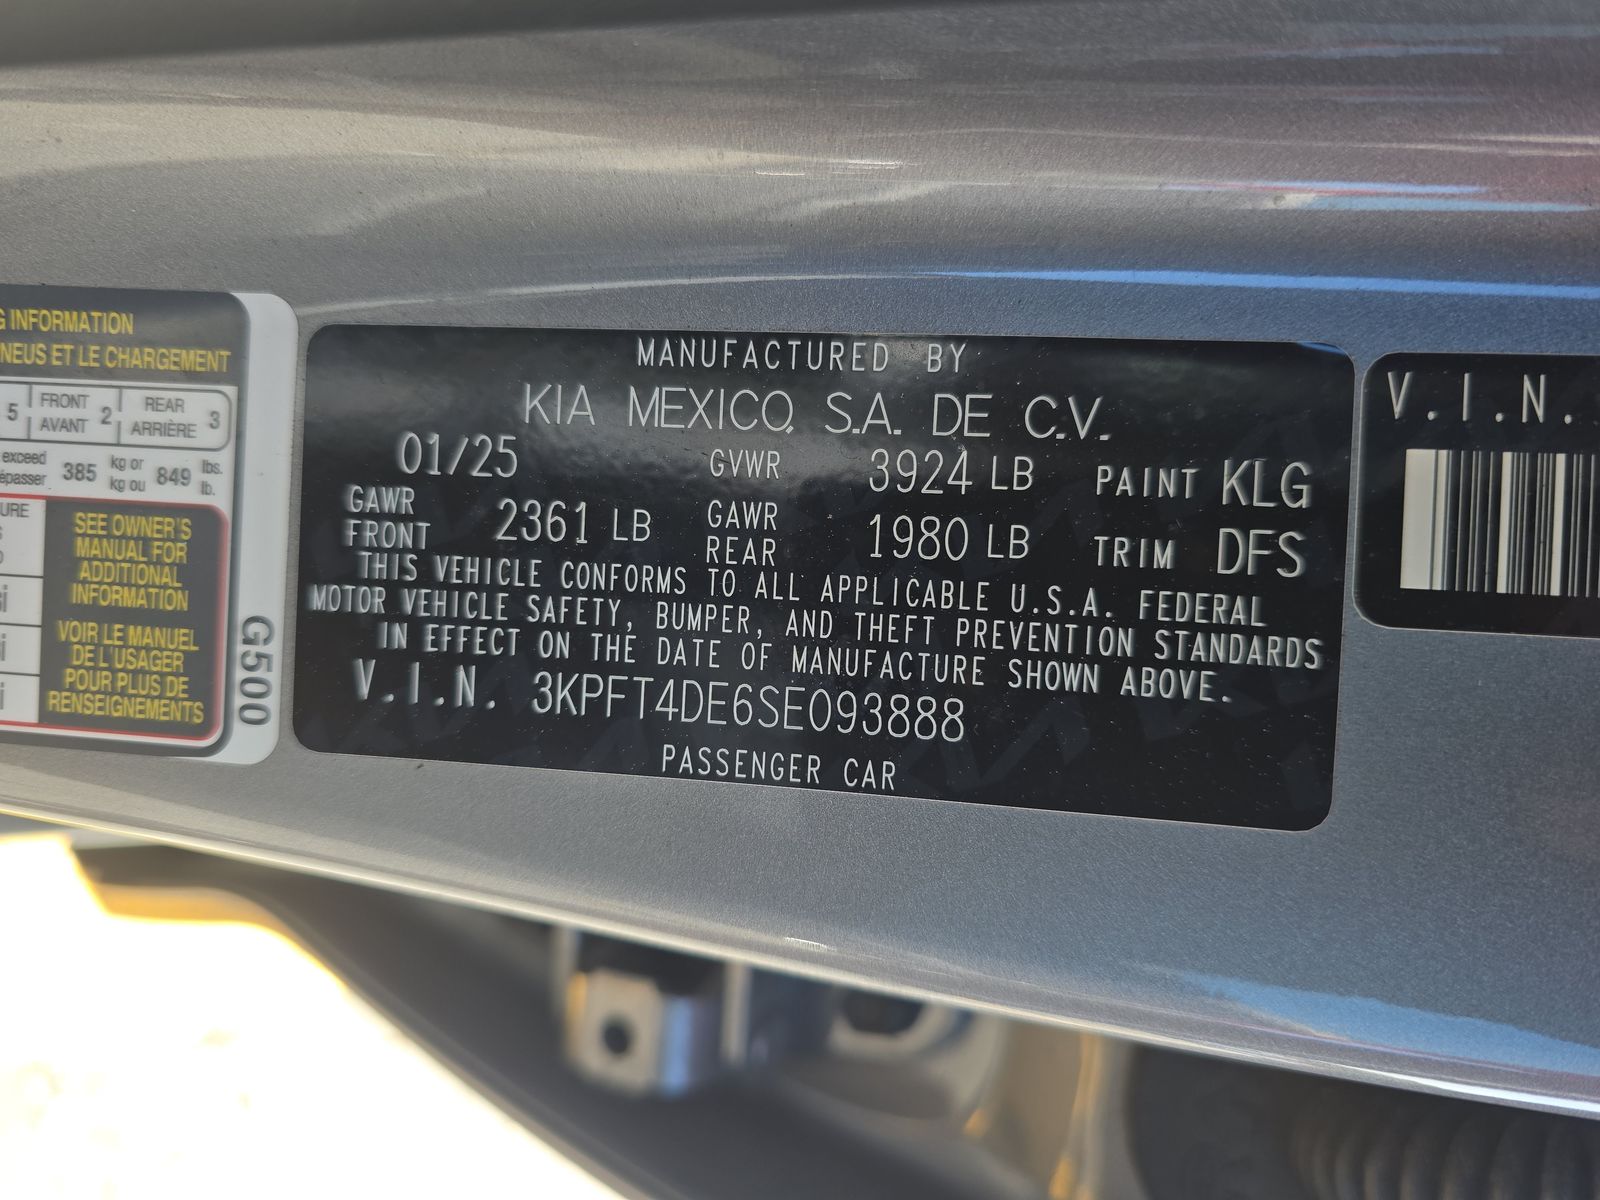 G INFORMATION
NEUS ET LE CHARGEMENT
5 FRONT AVANT 2 REAR ARRIÈRE 3
exceed 385 kg or 849 lbs.
épasser kg ou lb.
URE
SEE OWNER'S
MANUAL FOR
ADDITIONAL
INFORMATION
VOIR LE MANUEL
DE L'USAGER
POUR PLUS DE
RENSEIGNEMENTS
G500
MANUFACTURED BY
KIA MEXICO, S.A. DE C.V.
01/25 GVWR 3924 LB PAINT KLG
GAWR FRONT 2361 LB GAWR REAR 1980 LB TRIM DFS
THIS VEHICLE CONFORMS TO ALL APPLICABLE U.S.A. FEDERAL
MOTOR VEHICLE SAFETY, BUMPER, AND THEFT PREVENTION STANDARDS
IN EFFECT ON THE DATE OF MANUFACTURE SHOWN ABOVE.
V.I.N. 3KPFT4DE6SE093888
PASSENGER CAR
V.I.N.